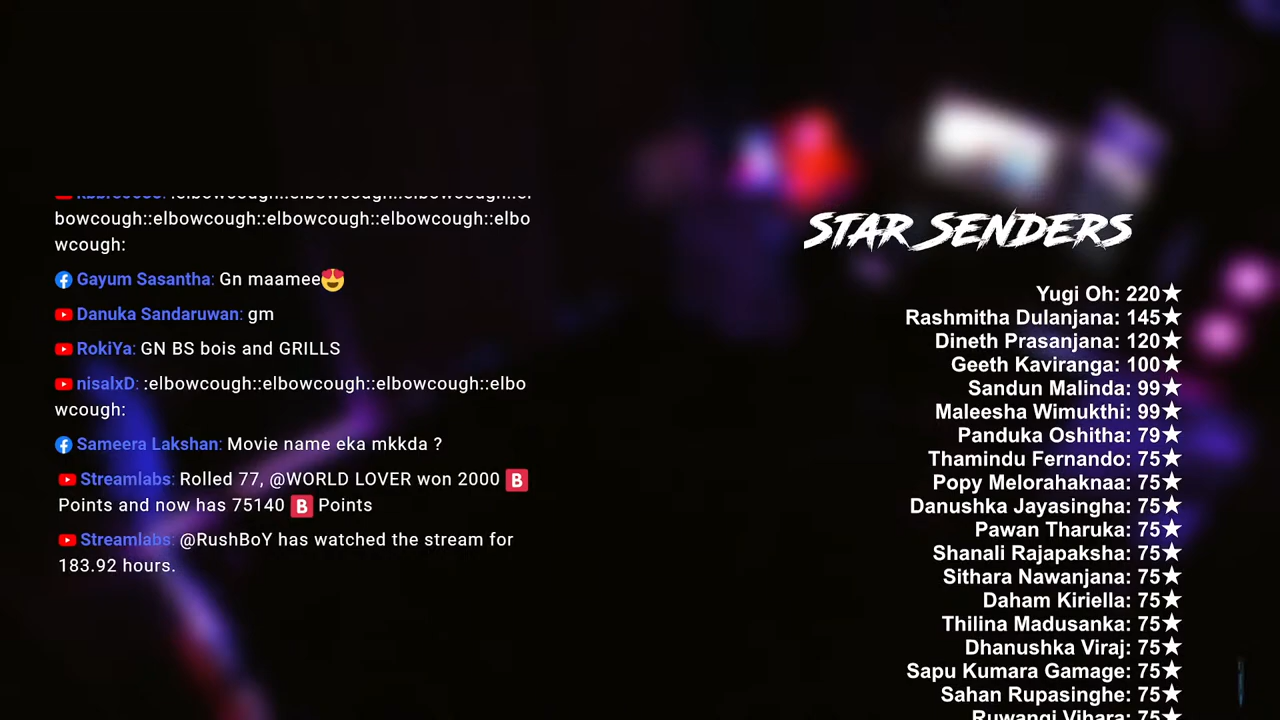 bowcough::elbowcough::elbowcough::elbowcough::elbo
wcough:
Gayum Sasantha: Gn maamee😍
Danuka Sandaruwan: gm
RokiYa: GN BS bois and GRILLS
nisalxD: :elbowcough::elbowcough::elbowcough::elbo
wcough:
Sameera Lakshan: Movie name eka mkkda ?
Streamlabs: Rolled 77, @WORLD LOVER won 2000 🅱
Points and now has 75140 🅱 Points
Streamlabs: @RushBoY has watched the stream for
183.92 hours.
STAR SENDERS
Yugi Oh: 220★
Rashmitha Dulanjana: 145★
Dineth Prasanjana: 120★
Geeth Kaviranga: 100★
Sandun Malinda: 99★
Maleesha Wimukthi: 99★
Panduka Oshitha: 79★
Thamindu Fernando: 75★
Popy Melorahaknaa: 75★
Danushka Jayasingha: 75★
Pawan Tharuka: 75★
Shanali Rajapaksha: 75★
Sithara Nawanjana: 75★
Daham Kiriella: 75★
Thilina Madusanka: 75★
Dhanushka Viraj: 75★
Sapu Kumara Gamage: 75★
Sahan Rupasinghe: 75★
Ruwangi Vihara: 75★